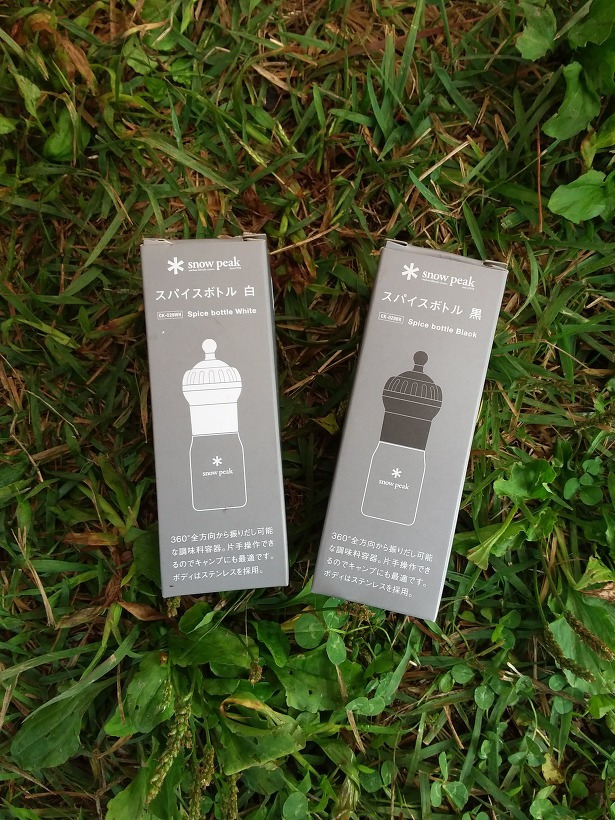 snow peak
スパイスボトル 白
CK-029WH Spice bottle White
snow peak
360°全方向から振りだし可能
な調味料容器。片手操作でき
るのでキャンプにも最適です。
ボディはステンレスを採用。
snow peak
スパイスボトル 黒
CK-029BK Spice bottle Black
snow peak
360°全方向から振りだし可能
な調味料容器。片手操作でき
るのでキャンプにも最適です。
ボディはステンレスを採用。